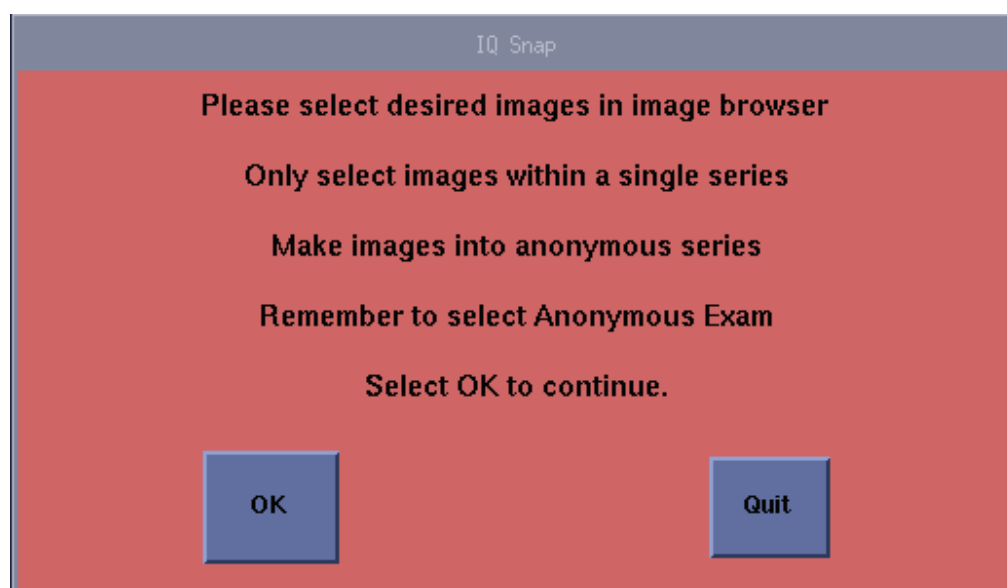 IQ Snap
Please select desired images in image browser
Only select images within a single series
Make images into anonymous series
Remember to select Anonymous Exam
Select OK to continue.
OK
Quit